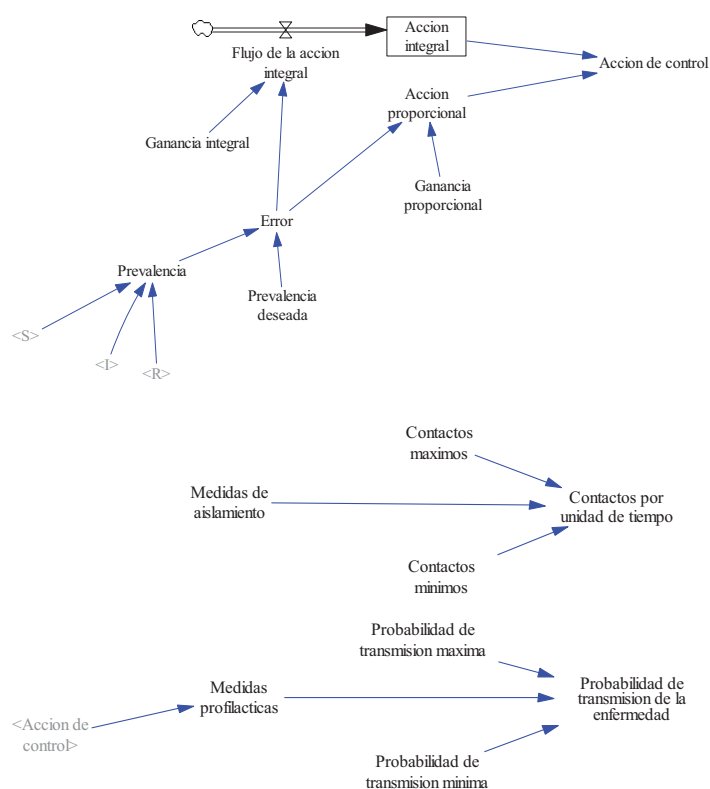 Accion
integral
Flujo de la accion
integral
Accion de control
Accion
proporcional
Ganancia integral
Ganancia
proporcional
Error
Prevalencia
Prevalencia
deseada
<S>
<I>
<R>
Contactos
maximos
Medidas de
aislamiento
Contactos por
unidad de tiempo
Contactos
minimos
Probabilidad de
transmision maxima
Medidas
profilacticas
Probabilidad de
transmision de la
enfermedad
<Accion de
control>
Probabilidad de
transmision minima